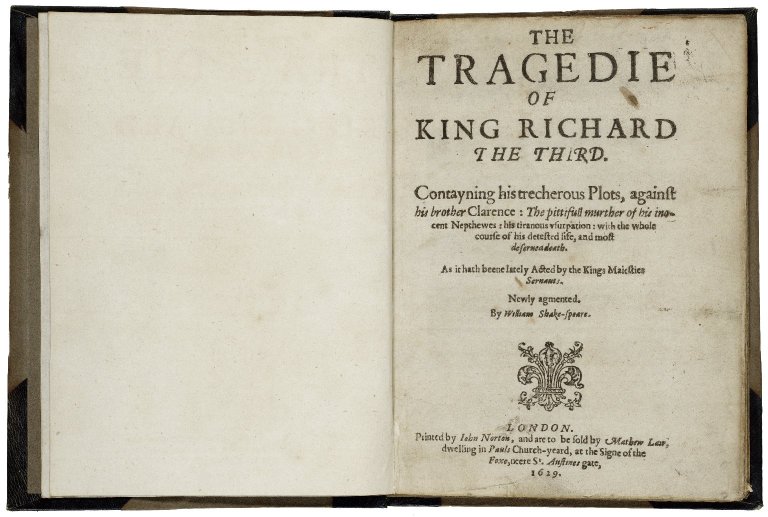 THE
TRAGEDIE
OF
KING RICHARD
THE THIRD.
Contayning his trecherous Plots, againſt
his brother Clarence : The pittifull murther of his ino-
cent Nepthewes : his tiranous vſurpation : with the whole
courſe of his deteſted life, and moſt
deſerued death.
As it hath beene lately Acted by the Kings Maieſties
Seruants.
Newly agmented.
By William Shake-ſpeare.
LONDON.
Printed by Iohn Norton, and are to be ſold by Mathew Law,
dwelling in Pauls Church-yeard, at the Signe of the
Foxe, neere St. Auſtines gate,
1629.